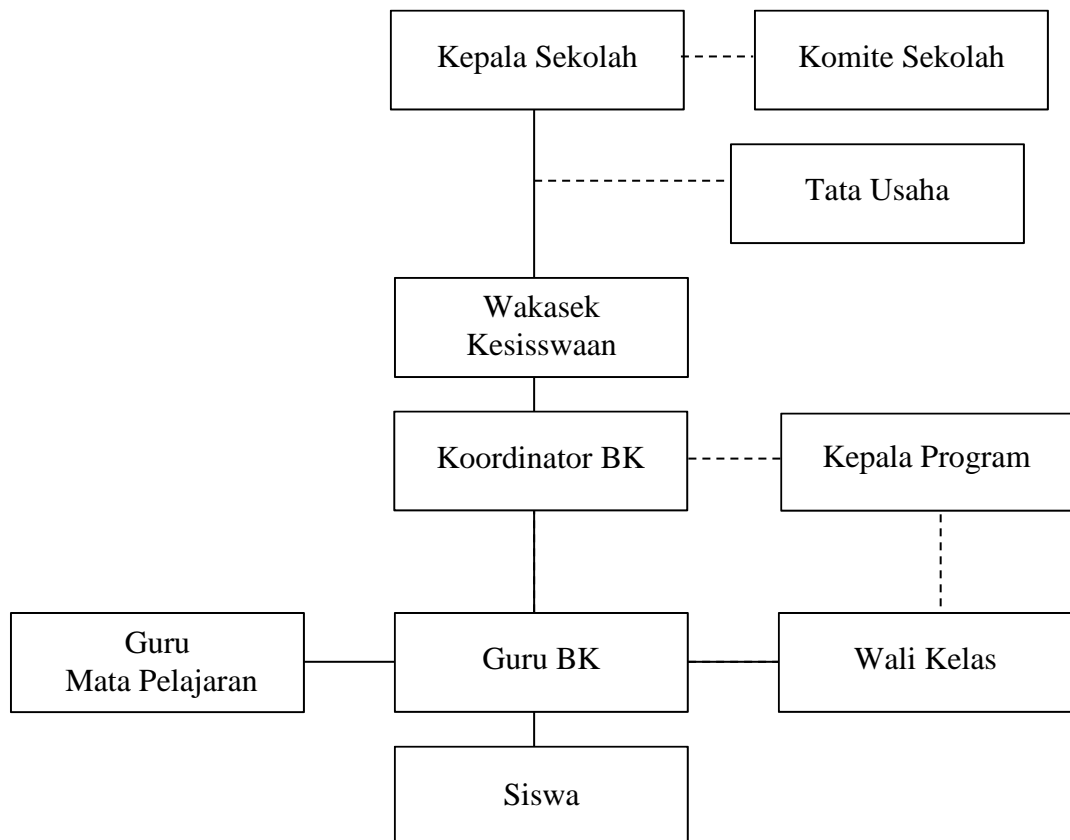 Kepala Sekolah
Komite Sekolah
Tata Usaha
Wakasek
Kesisswaan
Koordinator BK
Kepala Program
Guru
Mata Pelajaran
Guru BK
Wali Kelas
Siswa